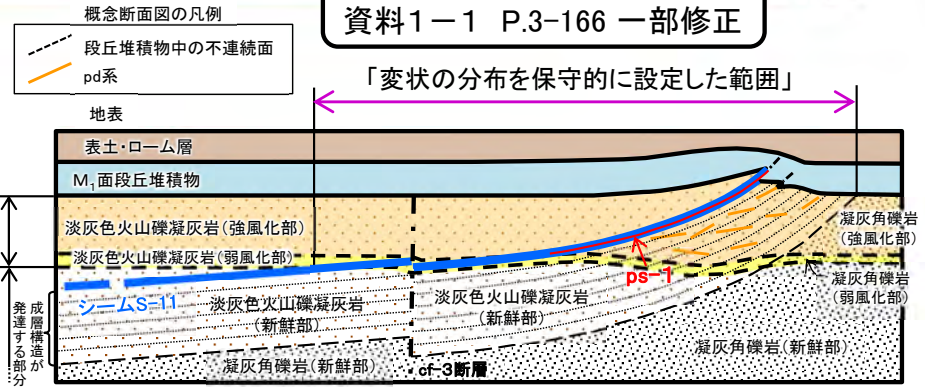 概念断面図の凡例
段丘堆積物中の不連続面
pd系
資料1-1 P.3-166 一部修正
「変状の分布を保守的に設定した範囲」
地表
表土・ローム層
M₁面段丘堆積物
淡灰色火山礫凝灰岩(強風化部)
凝灰角礫岩
(強風化部)
淡灰色火山礫凝灰岩(弱風化部)
ps-1
凝灰角礫岩
(弱風化部)
シームS-11
淡灰色火山礫凝灰岩
(新鮮部)
淡灰色火山礫凝灰岩
(新鮮部)
成層構造が
発達する部分
凝灰角礫岩(新鮮部)
凝灰角礫岩(新鮮部)
cf-3断層